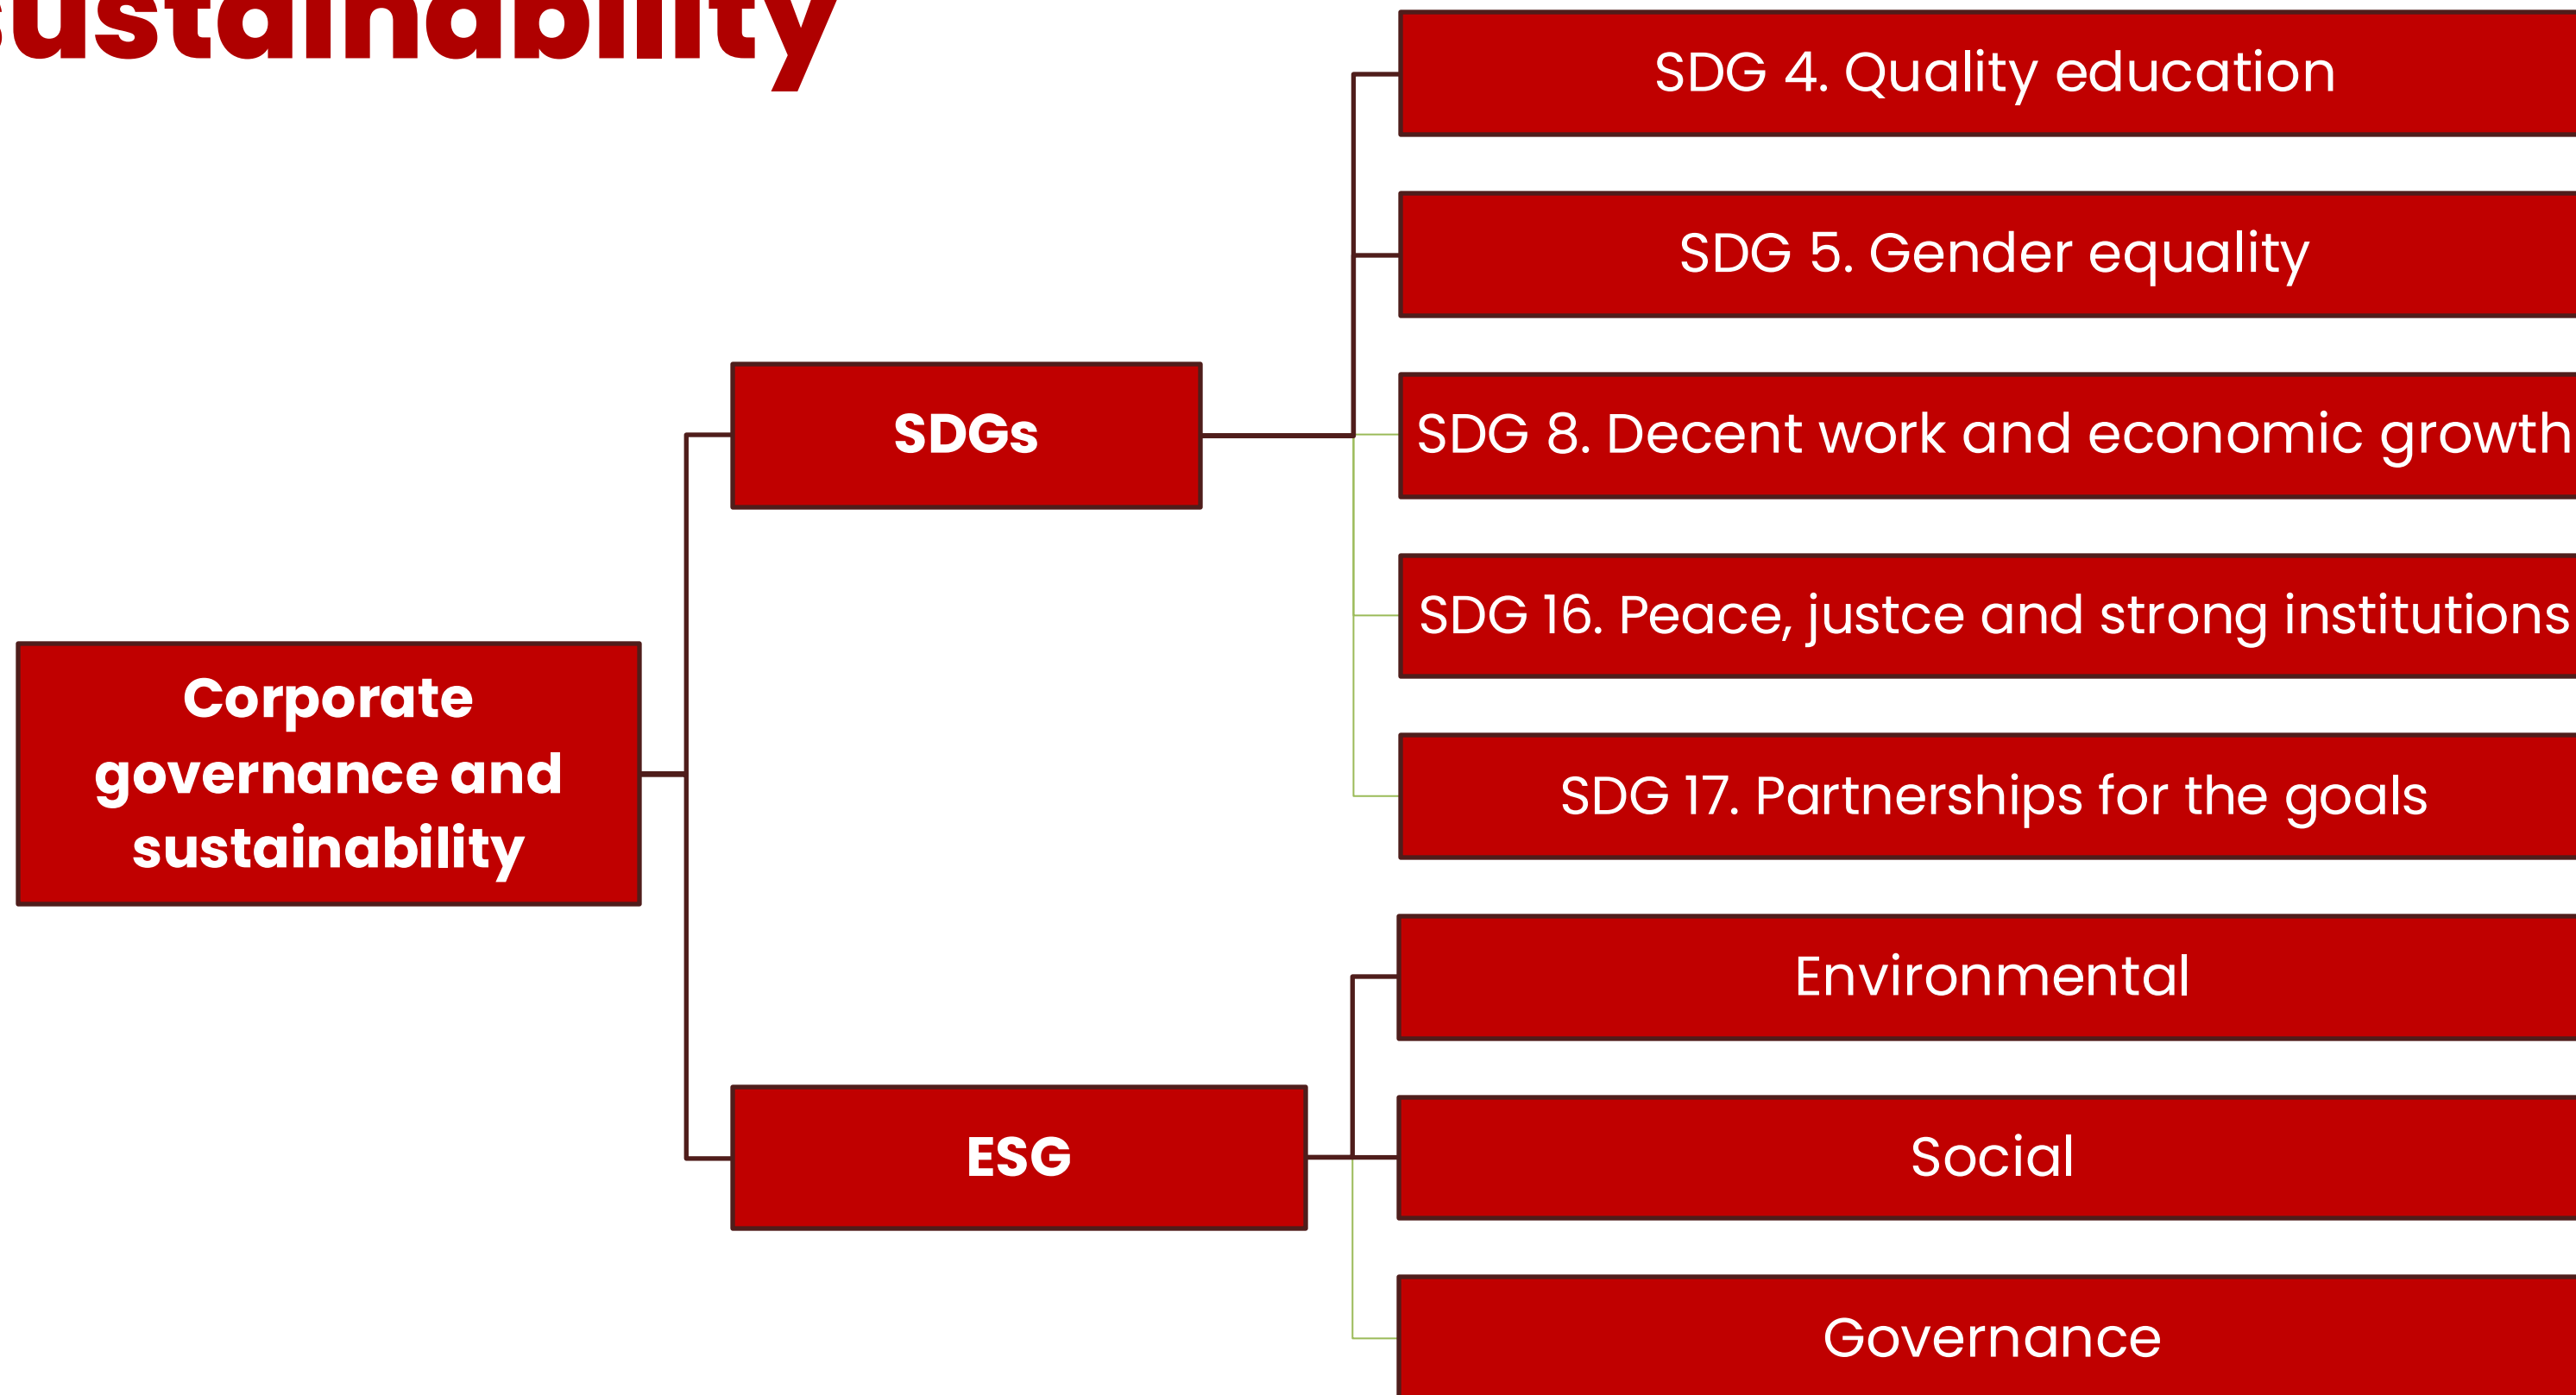 sustainability
SDG 4. Quality education
SDG 5. Gender equality
SDGs
SDG 8. Decent work and economic growth
SDG 16. Peace, justce and strong institutions
Corporate
governance and
sustainability
SDG 17. Partnerships for the goals
Environmental
ESG
Social
Governance